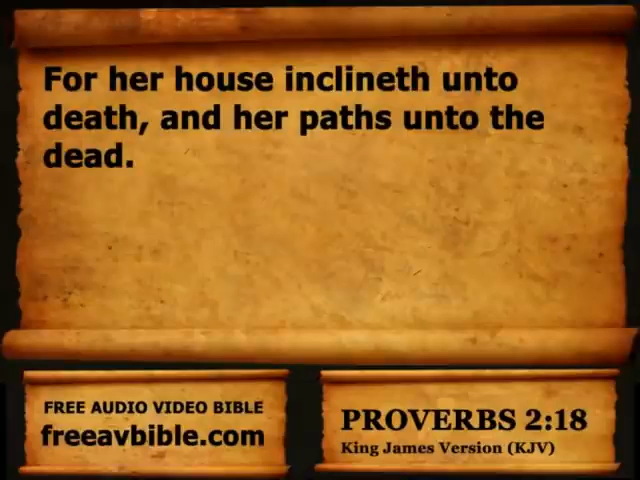 For her house inclineth unto
death, and her paths unto the
dead.
FREE AUDIO VIDEO BIBLE
freeavbible.com
PROVERBS 2:18
King James Version (KJV)